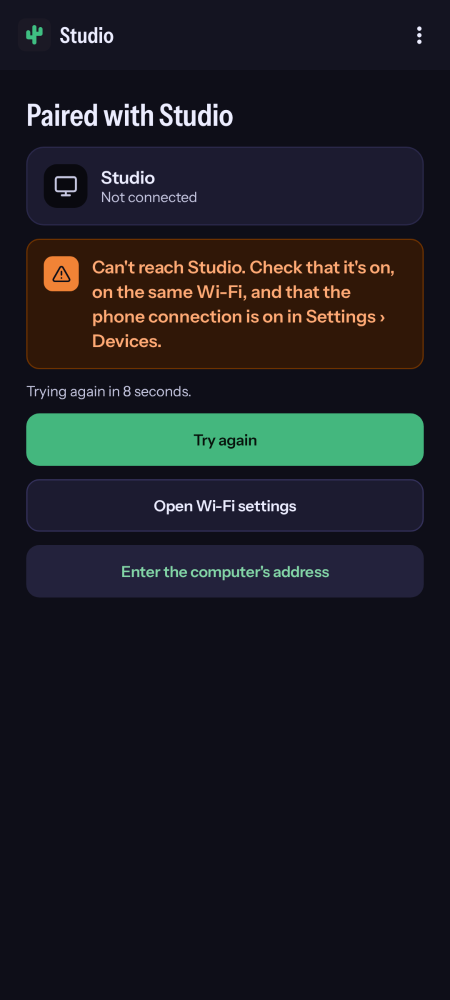 Studio
Paired with Studio
Studio
Not connected
Can't reach Studio. Check that it's on,
on the same Wi-Fi, and that the
phone connection is on in Settings ›
Devices.
Trying again in 8 seconds.
Try again
Open Wi-Fi settings
Enter the computer's address